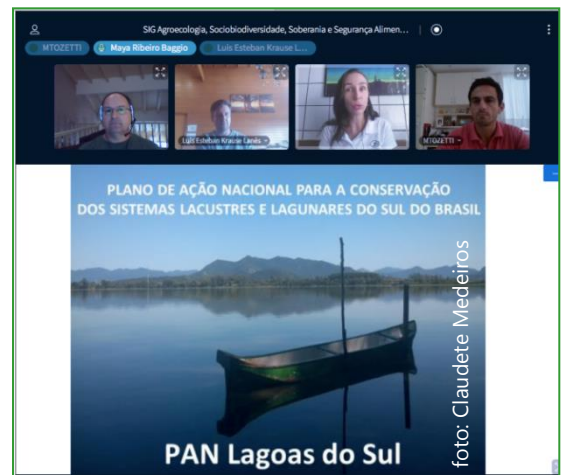 SIG Agroecologia, Sociobiodiversidade, Soberania e Segurança Alimen...
MTOZETTI
Maya Ribeiro Baggio
Luis Esteban Krause L...
Luis Esteban Krause Lanés
MTOZETTI
PLANO DE AÇÃO NACIONAL PARA A CONSERVAÇÃO
DOS SISTEMAS LACUSTRES E LAGUNARES DO SUL DO BRASIL
foto: Claudete Medeiros
PAN Lagoas do Sul